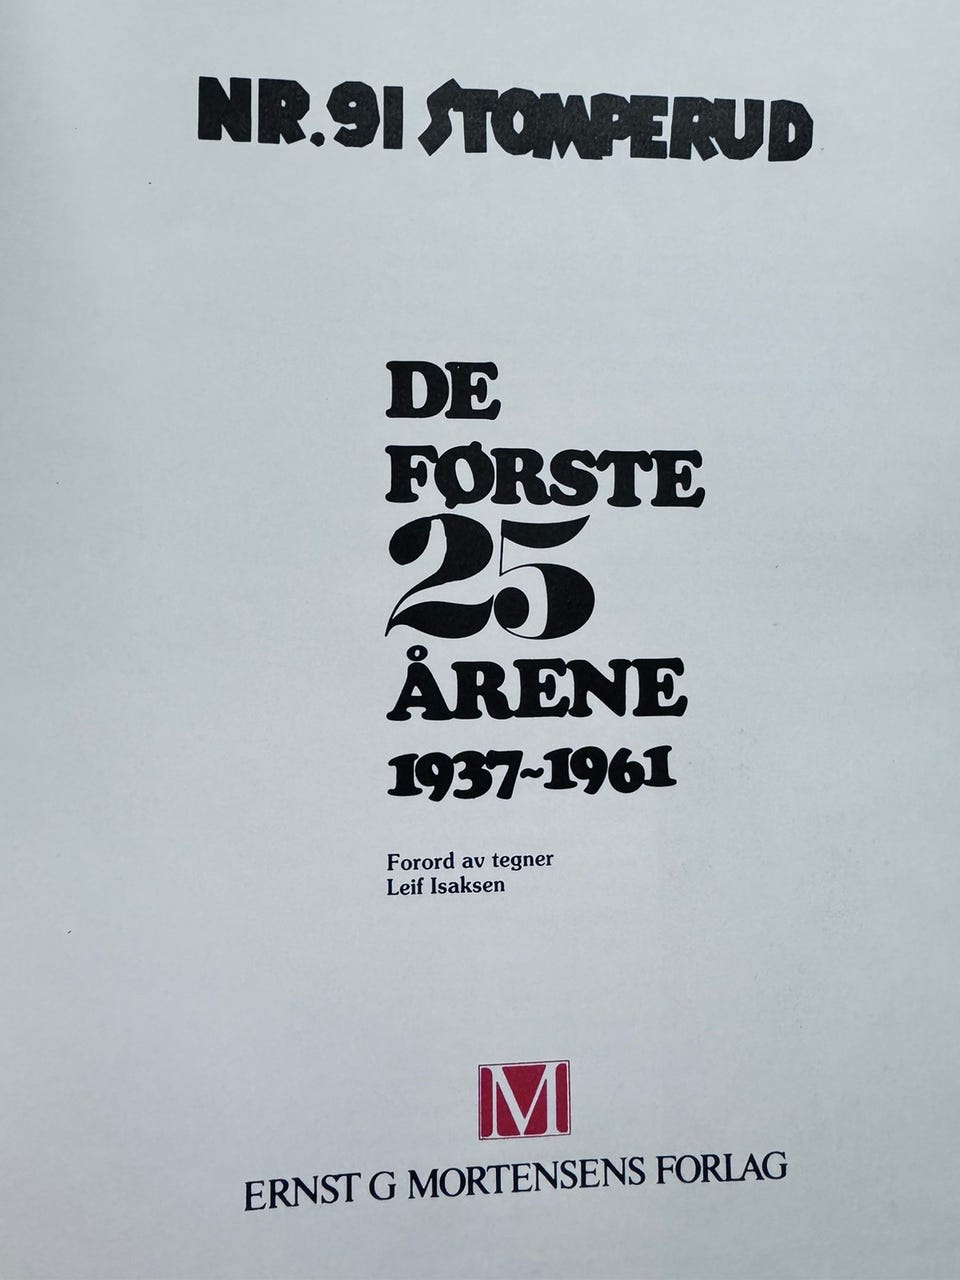 NR. 91 STOMPERUD
DE
FØRSTE
25
ÅRENE
1937~1961
Forord av tegner
Leif Isaksen
M
ERNST G MORTENSENS FORLAG